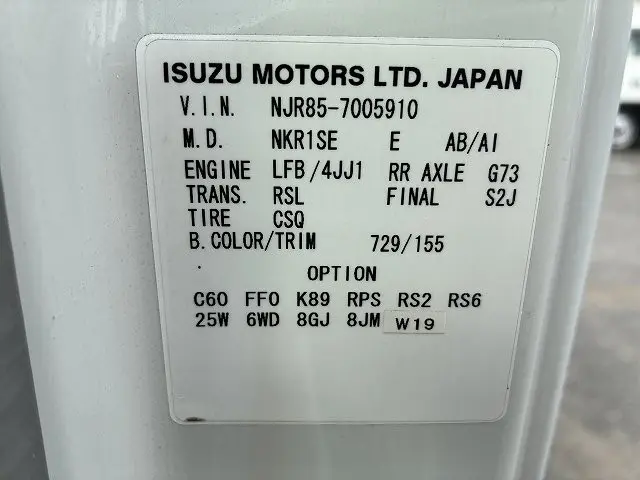 ISUZU MOTORS LTD. JAPAN
V.I.N. NJR85-7005910
M.D. NKR1SE E AB/AI
ENGINE LFB/4JJ1 RR AXLE G73
TRANS. RSL FINAL S2J
TIRE CSQ
B.COLOR/TRIM 729/155
OPTION
C60 FF0 K89 RPS RS2 RS6
25W 6WD 8GJ 8JM W19